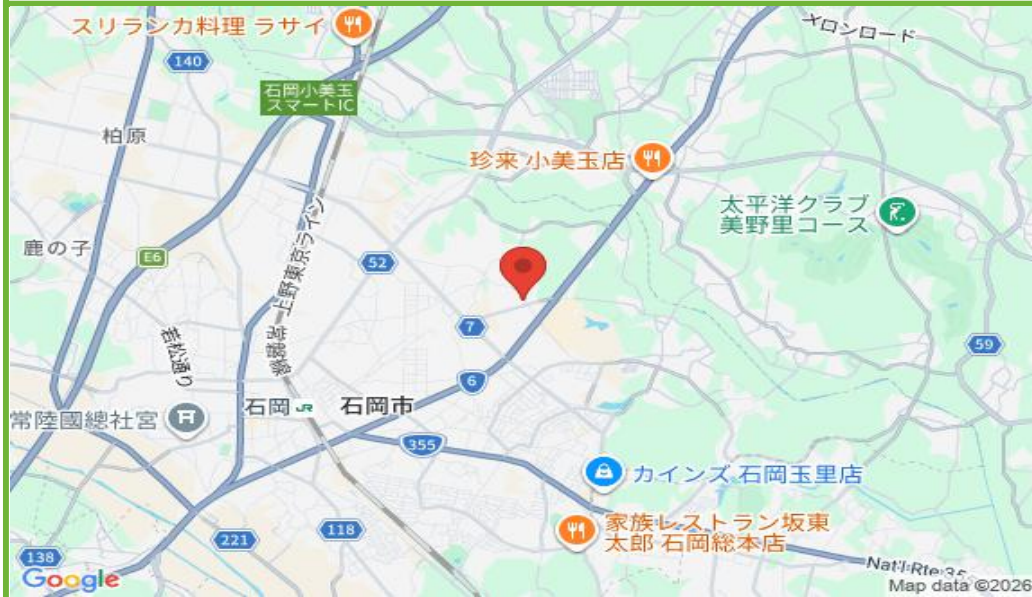 スリランカ料理 ラサイ
メロンロード
140
石岡小美玉
スマートIC
柏原
珍来 小美玉店
太平洋クラブ
美野里コース
鹿の子
E6
52
常磐線－上野東京ライン
7
59
若松通り
6
石岡 JR
石岡市
常陸國總社宮
355
カインズ 石岡玉里店
家族レストラン坂東
太郎 石岡総本店
118
221
138
Nat'l Rte 35
Google
Map data ©2026